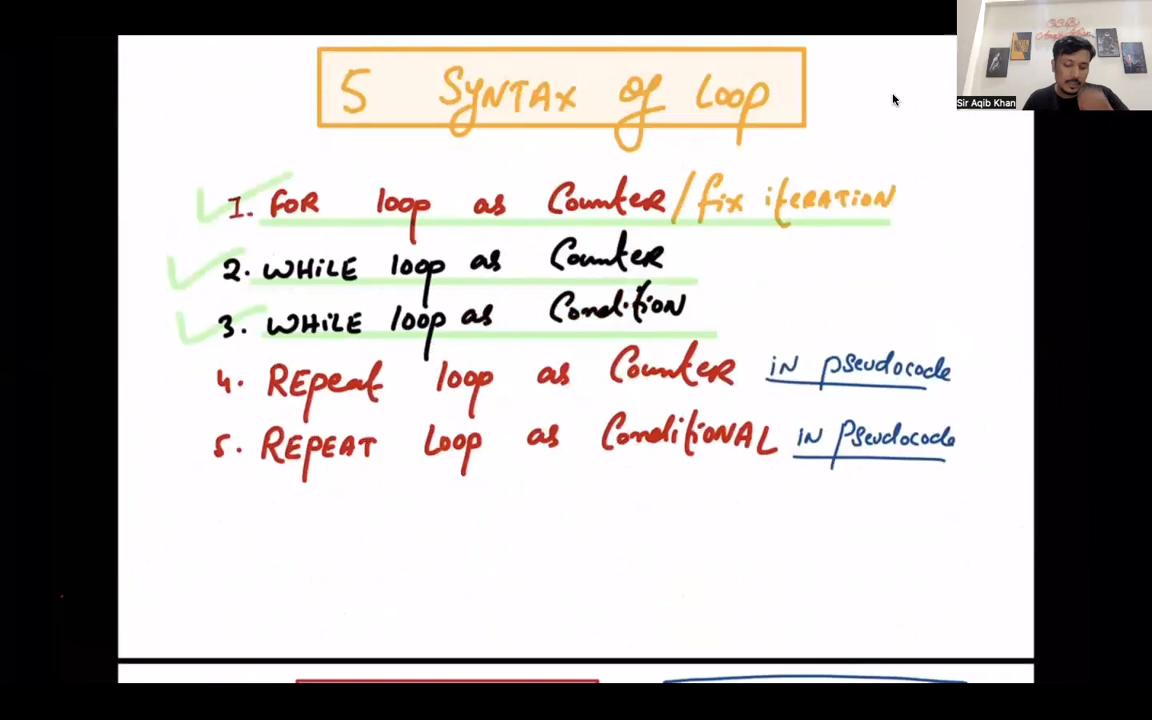 5 SYNTAX of LOOP
1. FOR loop as Counter/fix iteration
2. WHILE loop as Counter
3. WHILE loop as Condition
4. Repeat loop as Counter in pseudocode
5. REPEAT Loop as Conditional in Pseudocode
Sir Aqib Khan